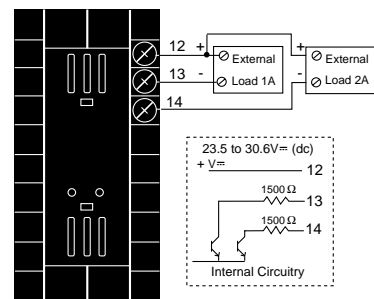 12 + +
External External
13 - Load 1A - Load 2A
14
23.5 to 30.6V⎓ (dc)
+ V⎓ 12
1500 Ω 13
1500 Ω 14
Internal Circuitry